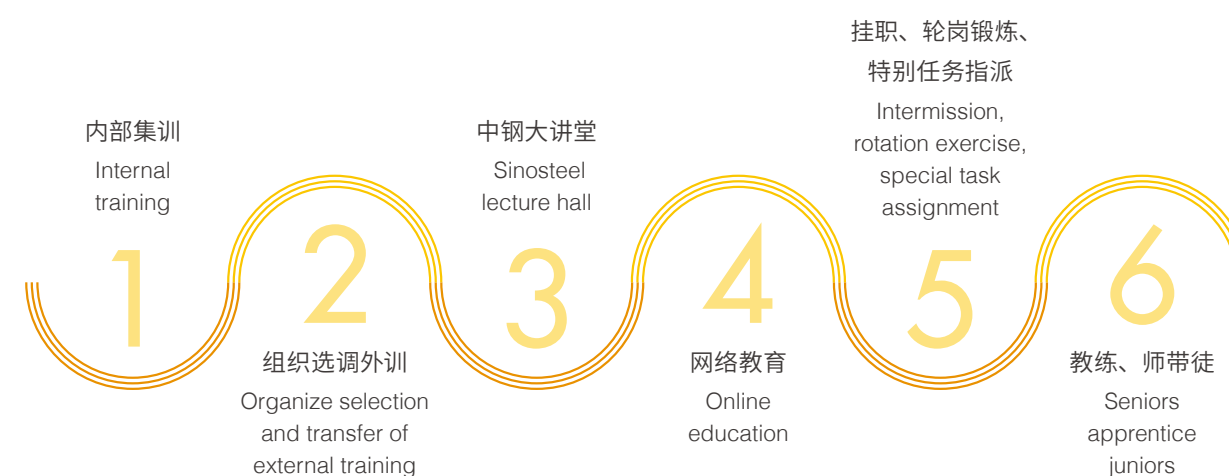 内部集训
Internal
training
1
2
组织选调外训
Organize selection
and transfer of
external training
中钢大讲堂
Sinosteel
lecture hall
3
4
网络教育
Online
education
挂职、轮岗锻炼、
特别任务指派
Intermission,
rotation exercise,
special task
assignment
5
6
教练、师带徒
Seniors
apprentice
juniors